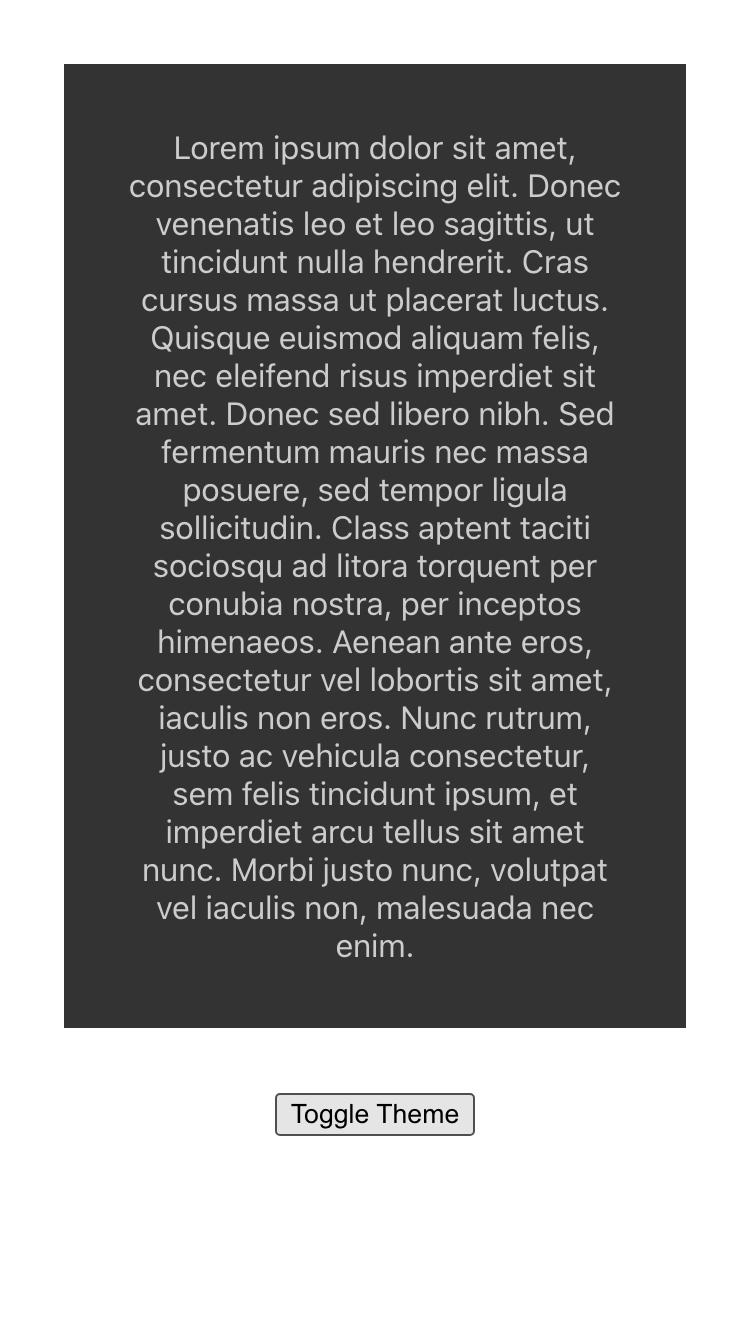 Lorem ipsum dolor sit amet,
consectetur adipiscing elit. Donec
venenatis leo et leo sagittis, ut
tincidunt nulla hendrerit. Cras
cursus massa ut placerat luctus.
Quisque euismod aliquam felis,
nec eleifend risus imperdiet sit
amet. Donec sed libero nibh. Sed
fermentum mauris nec massa
posuere, sed tempor ligula
sollicitudin. Class aptent taciti
sociosqu ad litora torquent per
conubia nostra, per inceptos
himenaeos. Aenean ante eros,
consectetur vel lobortis sit amet,
iaculis non eros. Nunc rutrum,
justo ac vehicula consectetur,
sem felis tincidunt ipsum, et
imperdiet arcu tellus sit amet
nunc. Morbi justo nunc, volutpat
vel iaculis non, malesuada nec
enim.
Toggle Theme